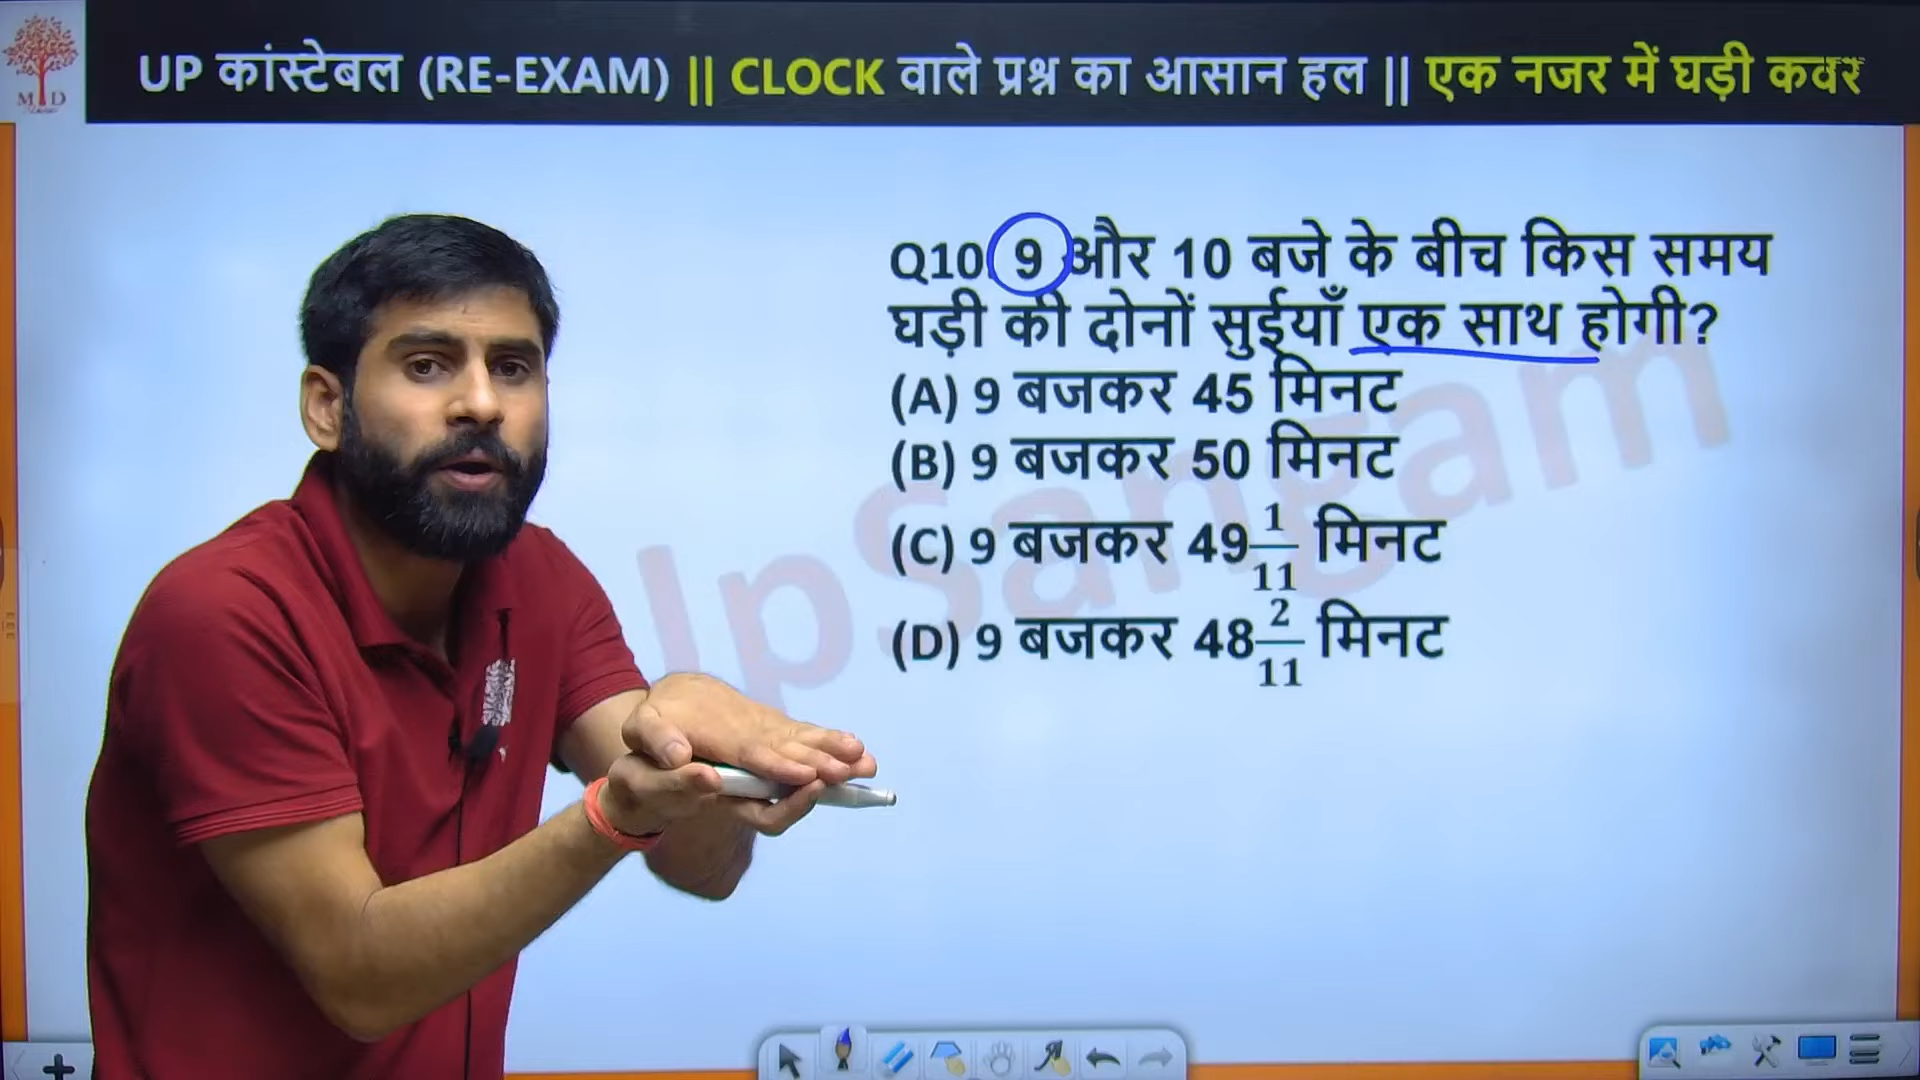 UP कांस्टेबल (RE-EXAM) || CLOCK वाले प्रश्न का आसान हल || एक नजर में घड़ी कवर
Q10 9 और 10 बजे के बीच किस समय
घड़ी की दोनों सुईयाँ एक साथ होगी?
(A) 9 बजकर 45 मिनट
(B) 9 बजकर 50 मिनट
(C) 9 बजकर 49 1/11 मिनट
(D) 9 बजकर 48 2/11 मिनट
UpSangam